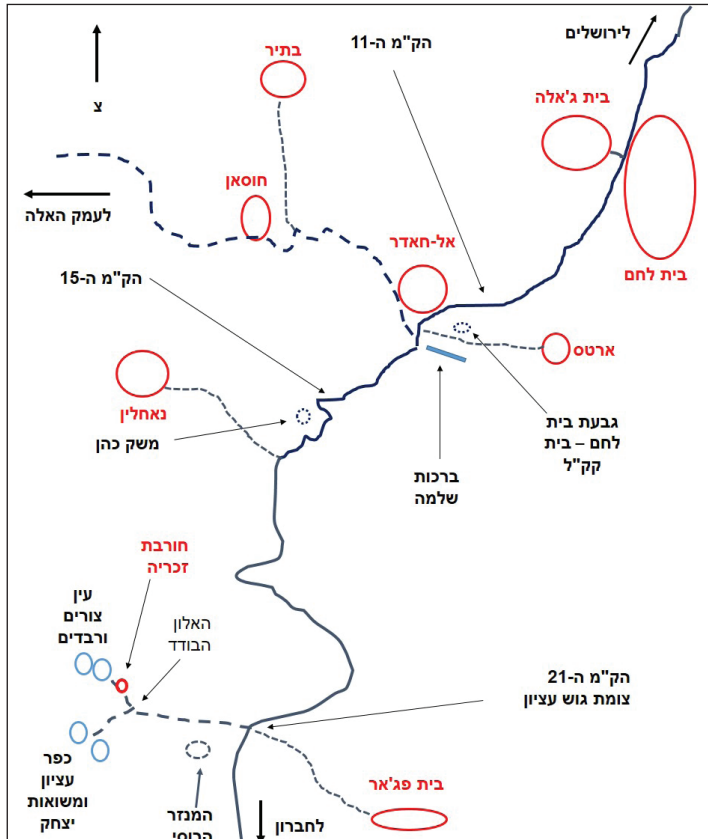 לירושלים
הק"מ ה-11
בתיר
צ
בית ג'אלה
חוסאן
לעמק האלה
אל-חאדר
בית לחם
הק"מ ה-15
ארטס
נאחלין
גבעת בית
לחם – בית
קק"ל
משק כהן
ברכות
שלמה
חורבת
זכריה
עין
צורים
ורבדים
האלון
הבודד
הק"מ ה-21
צומת גוש עציון
כפר
עציון
ומשואות
יצחק
בית פג'אר
המנזר
הרוסי
לחברון